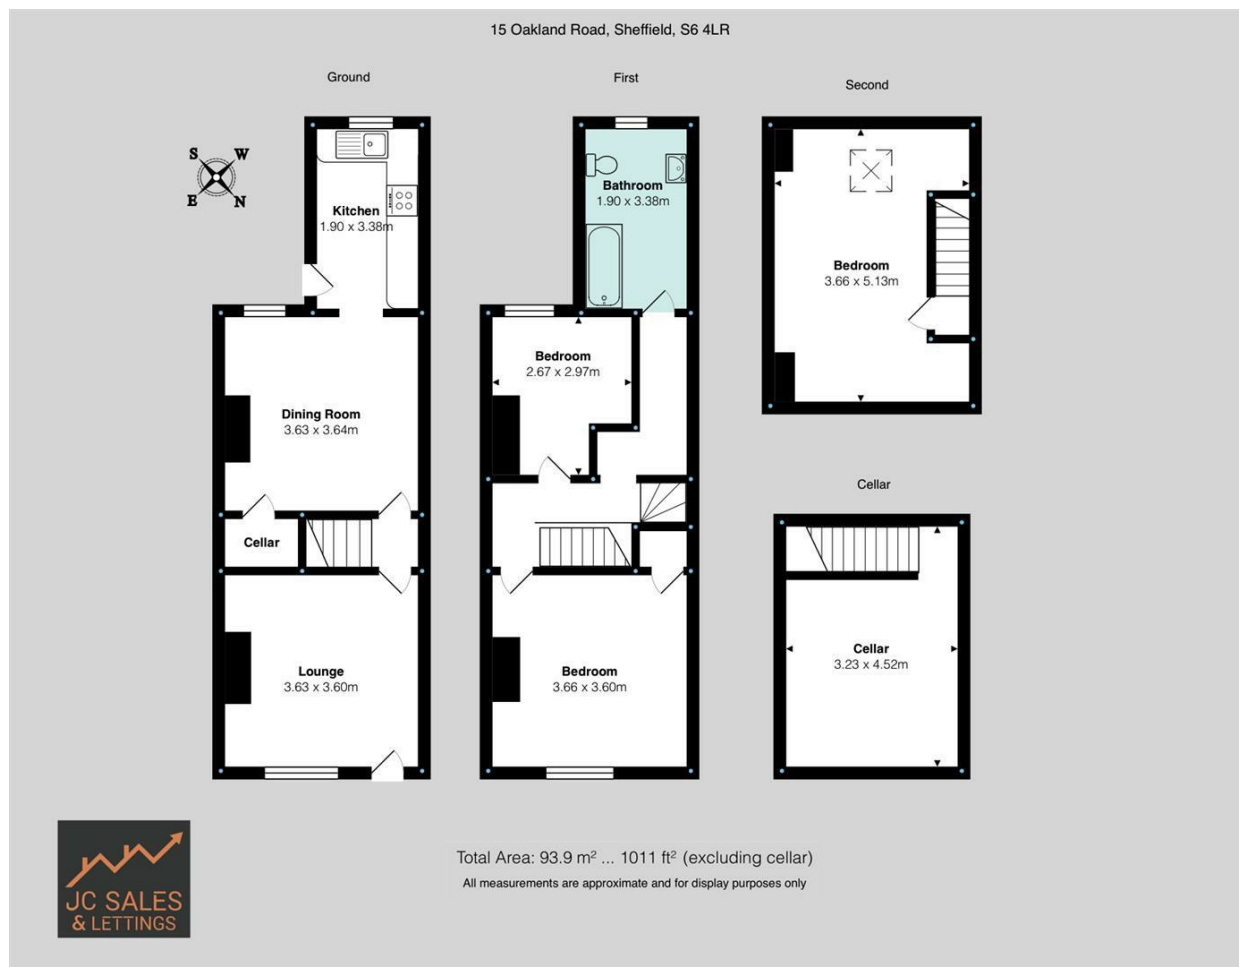 15 Oakland Road, Sheffield, S6 4LR
Ground
First
Second
S W
E N
Kitchen
1.90 x 3.38m
Dining Room
3.63 x 3.64m
Cellar
Lounge
3.63 x 3.60m
Bathroom
1.90 x 3.38m
Bedroom
2.67 x 2.97m
Bedroom
3.66 x 3.60m
Bedroom
3.66 x 5.13m
Cellar
Cellar
3.23 x 4.52m
JC SALES
& LETTINGS
Total Area: 93.9 m² ... 1011 ft² (excluding cellar)
All measurements are approximate and for display purposes only